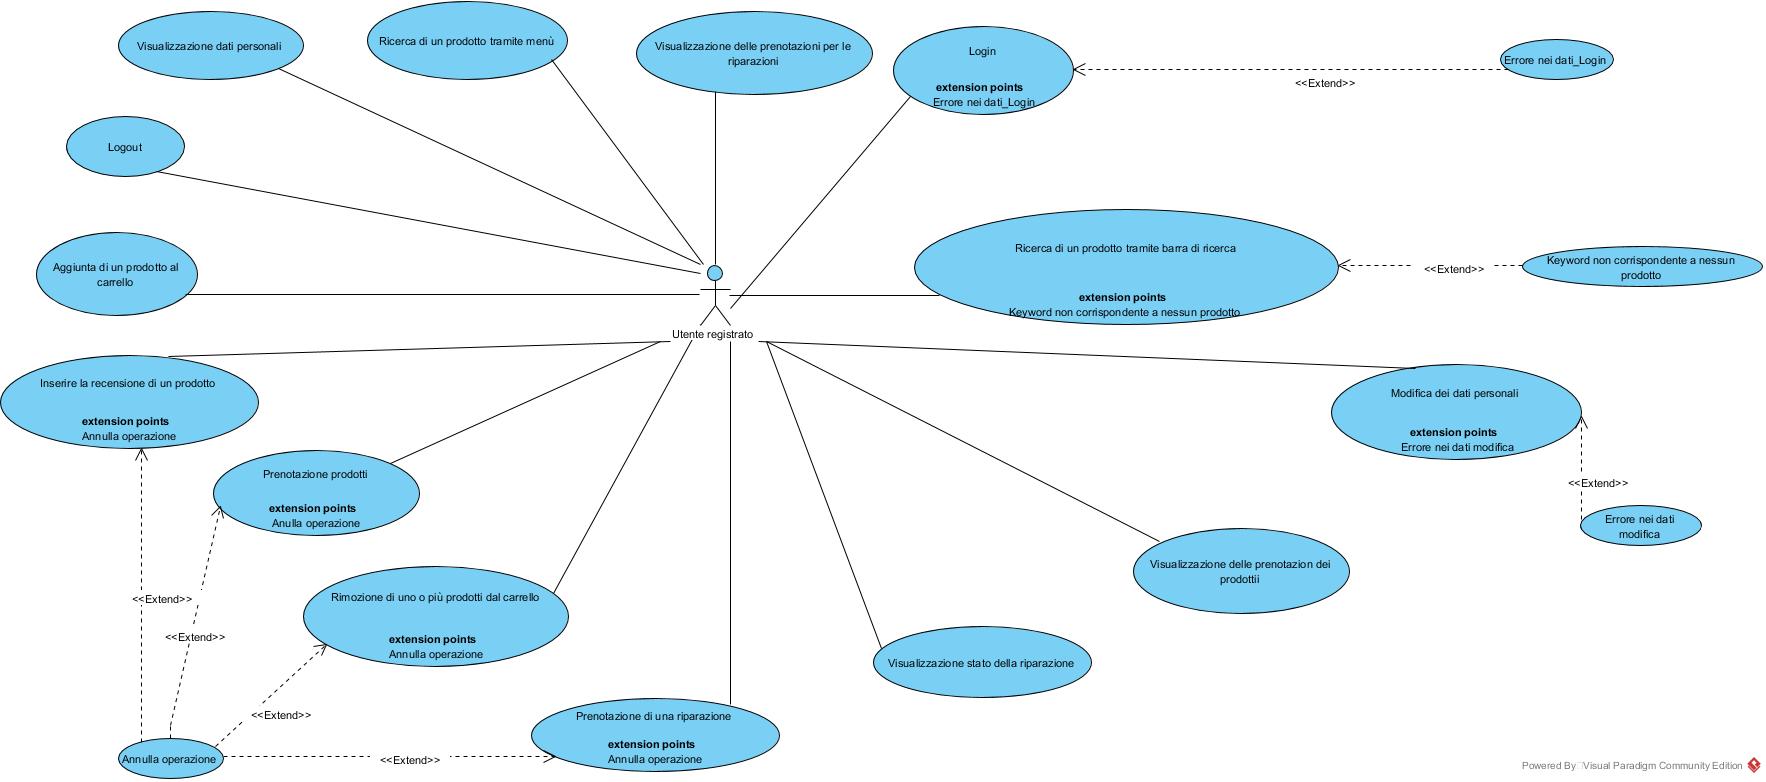 Visualizzazione dati personali
Ricerca di un prodotto tramite menù
Visualizzazione delle prenotazioni per le
riparazioni
Login
extension points
Errore nei dati_Login
<<Extend>>
Errore nei dati_Login
Logout
Aggiunta di un prodotto al
carrello
Ricerca di un prodotto tramite barra di ricerca
extension points
Keyword non corrispondente a nessun prodotto
<<Extend>>
Keyword non corrispondente a nessun
prodotto
Utente registrato
Inserire la recensione di un prodotto
extension points
Annulla operazione
Modifica dei dati personali
extension points
Errore nei dati modifica
<<Extend>>
Errore nei dati
modifica
Prenotazione prodotti
extension points
Anulla operazione
Visualizzazione delle prenotazion dei
prodottii
<<Extend>>
<<Extend>>
Rimozione di uno o più prodotti dal carrello
extension points
Annulla operazione
Visualizzazione stato della riparazione
<<Extend>>
Prenotazione di una riparazione
extension points
Annulla operazione
Annulla operazione
<<Extend>>
Powered By Visual Paradigm Community Edition